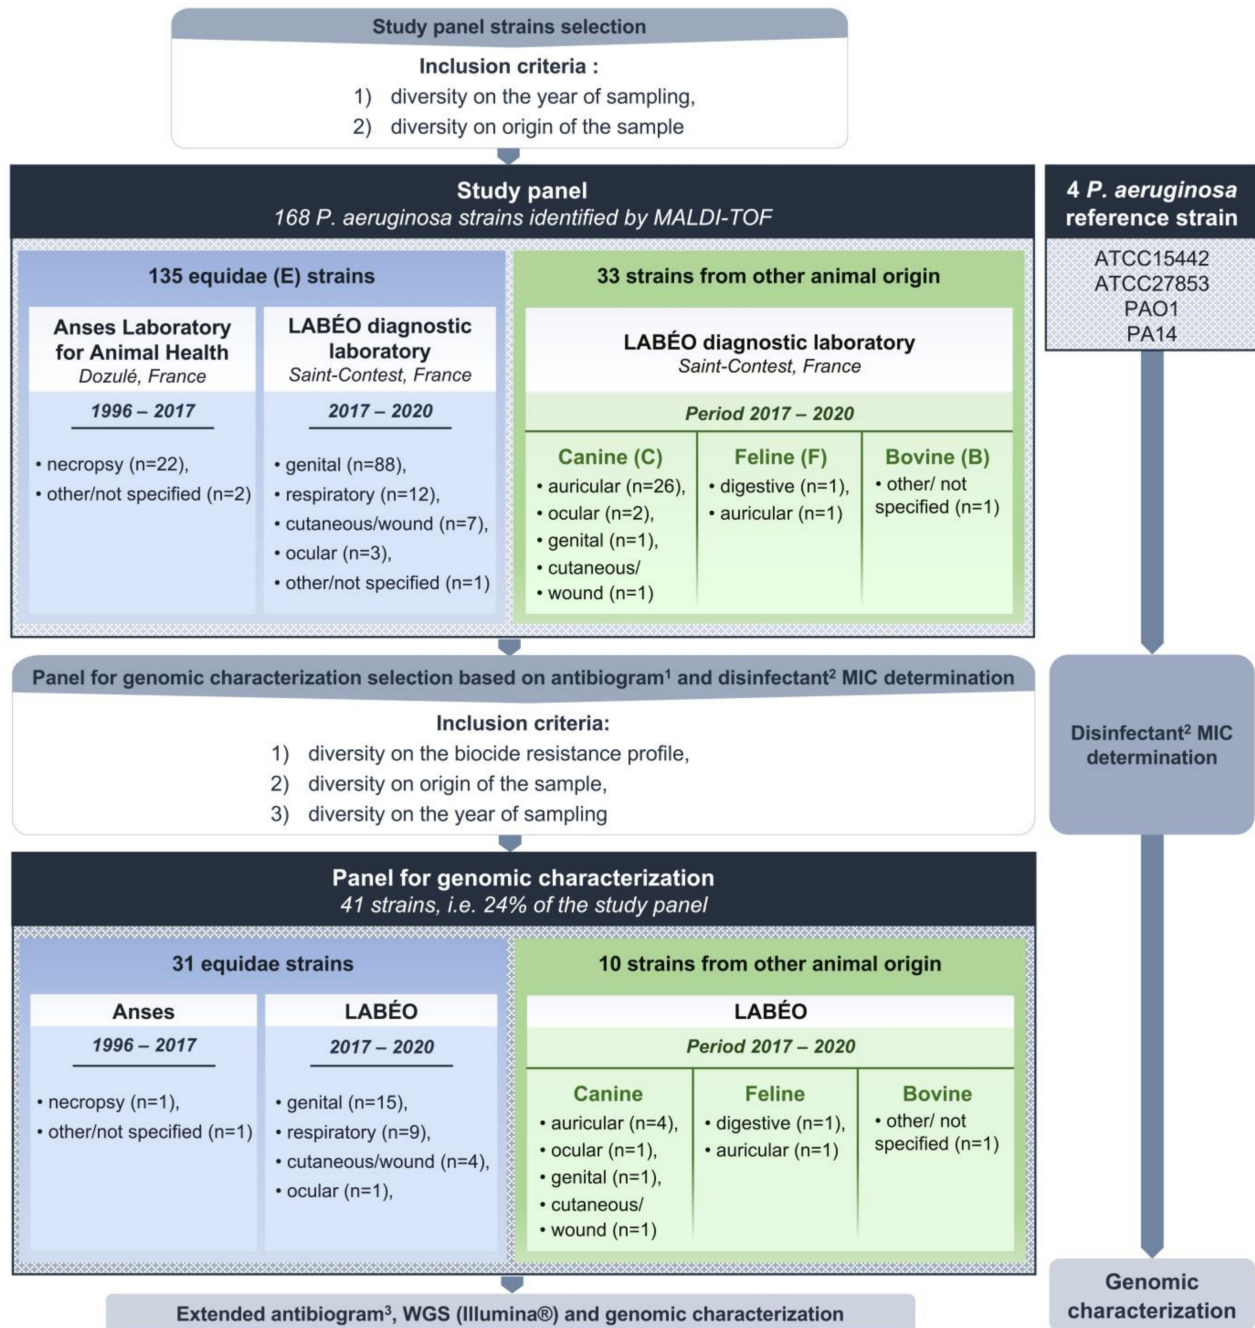 Study panel strains selection
Inclusion criteria :
1) diversity on the year of sampling,
2) diversity on origin of the sample
Study panel
168 P. aeruginosa strains identified by MALDI-TOF
4 P. aeruginosa
reference strain
ATCC15442
ATCC27853
PAO1
PA14
135 equidae (E) strains
Anses Laboratory
for Animal Health
Dozulé, France
1996 – 2017
• necropsy (n=22),
• other/not specified (n=2)
LABÉO diagnostic
laboratory
Saint-Contest, France
2017 – 2020
• genital (n=88),
• respiratory (n=12),
• cutaneous/wound (n=7),
• ocular (n=3),
• other/not specified (n=1)
33 strains from other animal origin
LABÉO diagnostic laboratory
Saint-Contest, France
Period 2017 – 2020
Canine (C)
• auricular (n=26),
• ocular (n=2),
• genital (n=1),
• cutaneous/
wound (n=1)
Feline (F)
• digestive (n=1),
• auricular (n=1)
Bovine (B)
• other/ not
specified (n=1)
Panel for genomic characterization selection based on antibiogram¹ and disinfectant² MIC determination
Inclusion criteria:
1) diversity on the biocide resistance profile,
2) diversity on origin of the sample,
3) diversity on the year of sampling
Disinfectant² MIC
determination
Panel for genomic characterization
41 strains, i.e. 24% of the study panel
31 equidae strains
Anses
1996 – 2017
• necropsy (n=1),
• other/not specified (n=1)
LABÉO
2017 – 2020
• genital (n=15),
• respiratory (n=9),
• cutaneous/wound (n=4),
• ocular (n=1),
10 strains from other animal origin
LABÉO
Period 2017 – 2020
Canine
• auricular (n=4),
• ocular (n=1),
• genital (n=1),
• cutaneous/
wound (n=1)
Feline
• digestive (n=1),
• auricular (n=1)
Bovine
• other/ not
specified (n=1)
Extended antibiogram³, WGS (Illumina®) and genomic characterization
Genomic
characterization